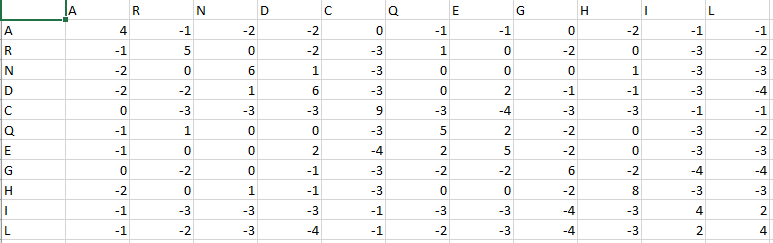 A R N D C Q E G H I L
A 4 -1 -2 -2 0 -1 -1 0 -2 -1 -1
R -1 5 0 -2 -3 1 0 -2 0 -3 -2
N -2 0 6 1 -3 0 0 0 1 -3 -3
D -2 -2 1 6 -3 0 2 -1 -1 -3 -4
C 0 -3 -3 -3 9 -3 -4 -3 -3 -1 -1
Q -1 1 0 0 -3 5 2 -2 0 -3 -2
E -1 0 0 2 -4 2 5 -2 0 -3 -3
G 0 -2 0 -1 -3 -2 -2 6 -2 -4 -4
H -2 0 1 -1 -3 0 0 -2 8 -3 -3
I -1 -3 -3 -3 -1 -3 -3 -4 -3 4 2
L -1 -2 -3 -4 -1 -2 -3 -4 -3 2 4